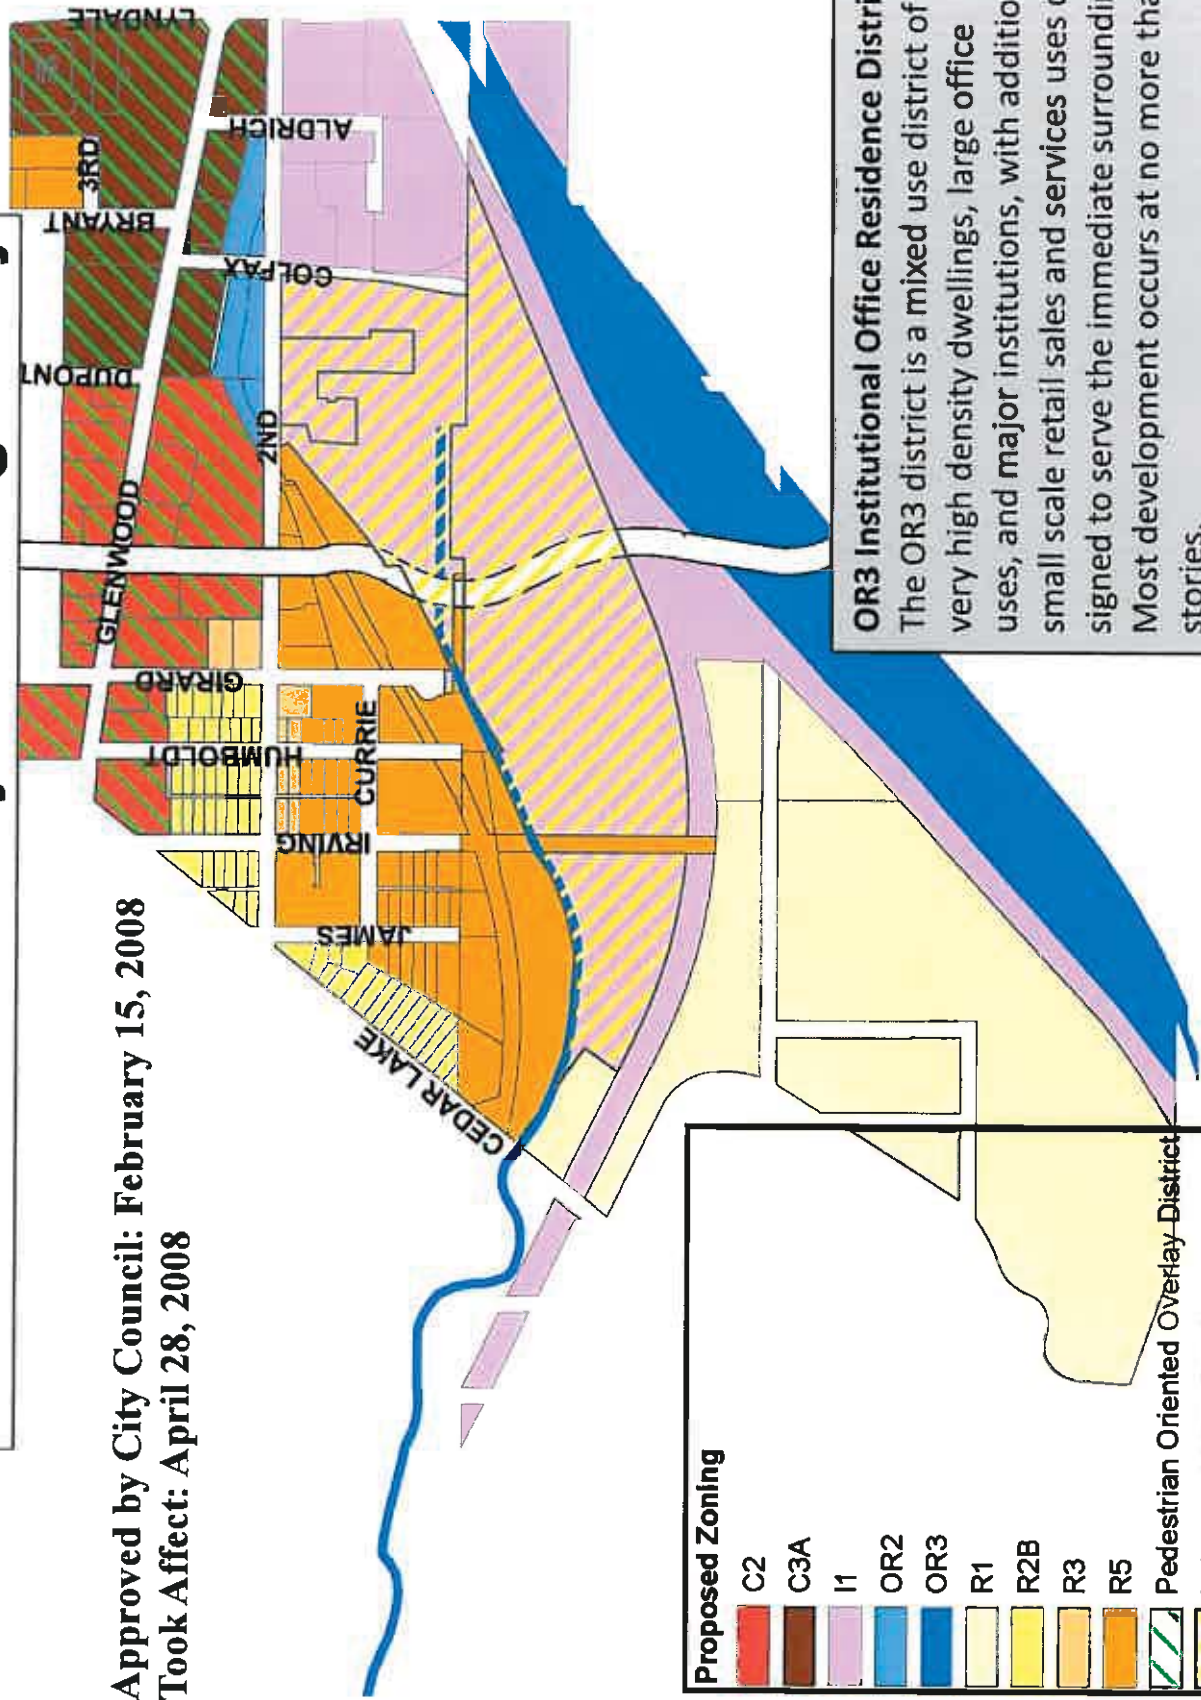 Approved by City Council: February 15, 2008
Took Affect: April 28, 2008
LYNDALE
ALDRICH
3RD
BRYANT
COLFAX
DUPONT
2ND
GLENWOOD
GIRARD
HUMBOLDT
CURRIE
IRVING
JAMES
CEDAR LAKE
Proposed Zoning
C2
C3A
I1
OR2
OR3
R1
R2B
R3
R5
Pedestrian Oriented Overlay District
OR3 Institutional Office Residence Distri
The OR3 district is a mixed use district of
very high density dwellings, large office
uses, and major institutions, with addition
small scale retail sales and services uses
signed to serve the immediate surroundi
Most development occurs at no more tha
stories.